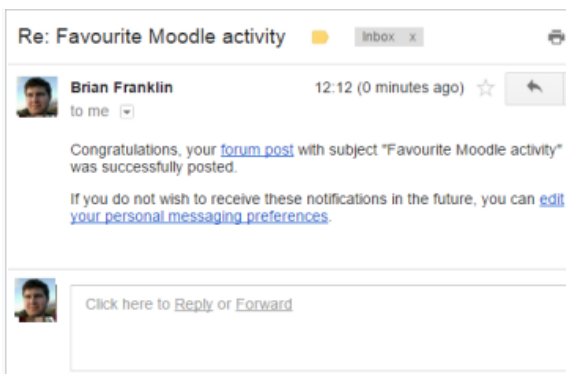 Re: Favourite Moodle activity
Inbox x
Brian Franklin
12:12 (0 minutes ago)
to me
Congratulations, your forum post with subject "Favourite Moodle activity"
was successfully posted.
If you do not wish to receive these notifications in the future, you can edit
your personal messaging preferences.
Click here to Reply or Forward